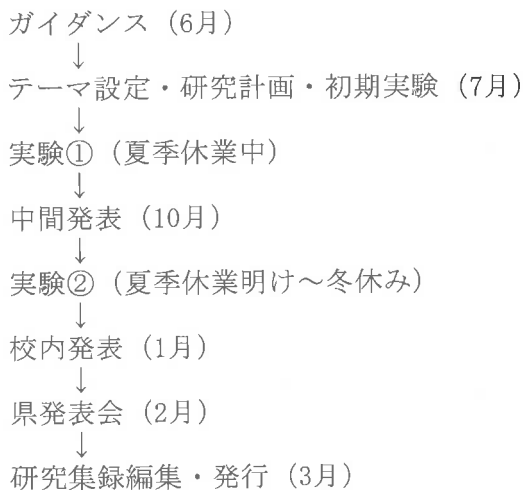 ガイダンス（6月）
↓
テーマ設定・研究計画・初期実験（7月）
↓
実験①（夏季休業中）
↓
中間発表（10月）
↓
実験②（夏季休業明け～冬休み）
↓
校内発表（1月）
↓
県発表会（2月）
↓
研究集録編集・発行（3月）